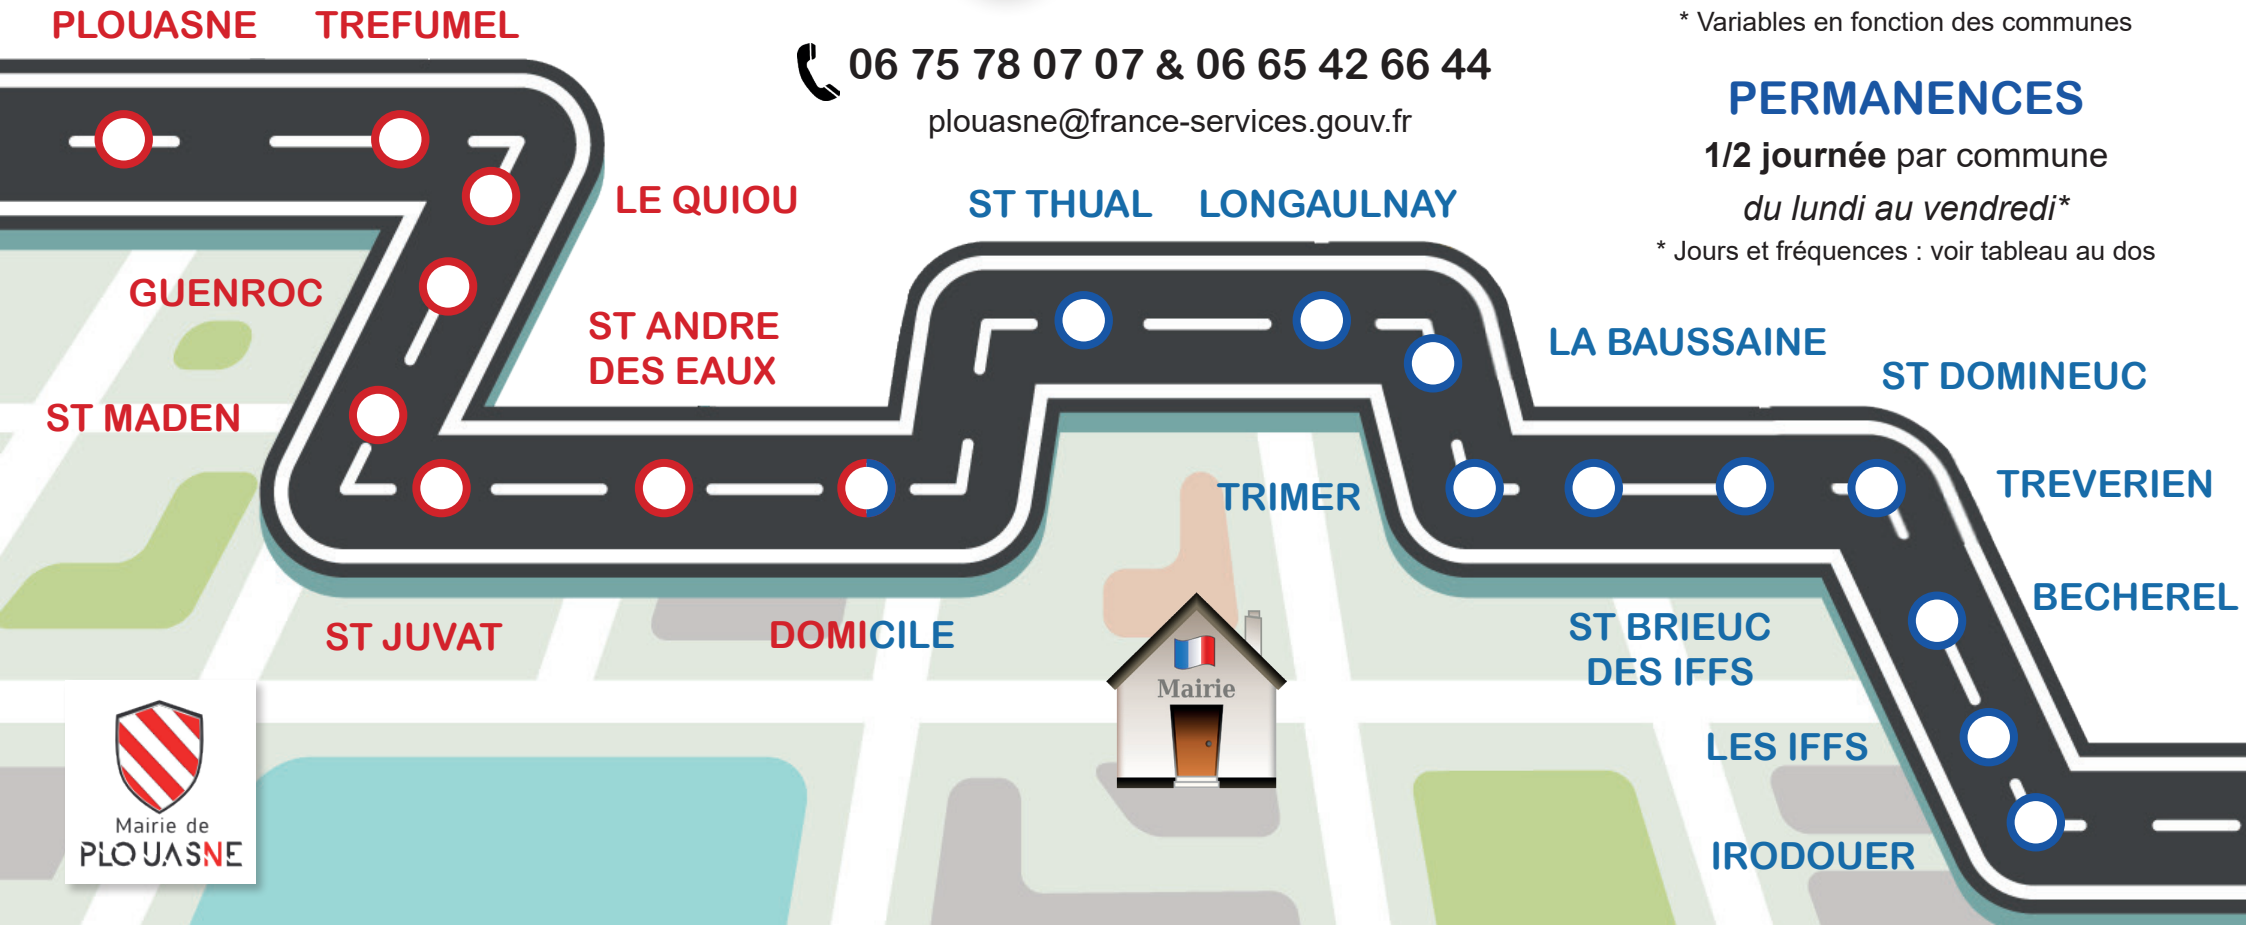 PLOUASNE
TREFUMEL
* Variables en fonction des communes
06 75 78 07 07 & 06 65 42 66 44
plouasne@france-services.gouv.fr
PERMANENCES
1/2 journée par commune
du lundi au vendredi*
* Jours et fréquences : voir tableau au dos
LE QUIOU
ST THUAL
LONGAULNAY
GUENROC
ST ANDRE
DES EAUX
LA BAUSSAINE
ST DOMINEUC
ST MADEN
TRIMER
TREVERIEN
BECHEREL
ST JUVAT
DOMICILE
ST BRIEUC
DES IFFS
Mairie
LES IFFS
IRODOUER
Mairie de
PLOUASNE